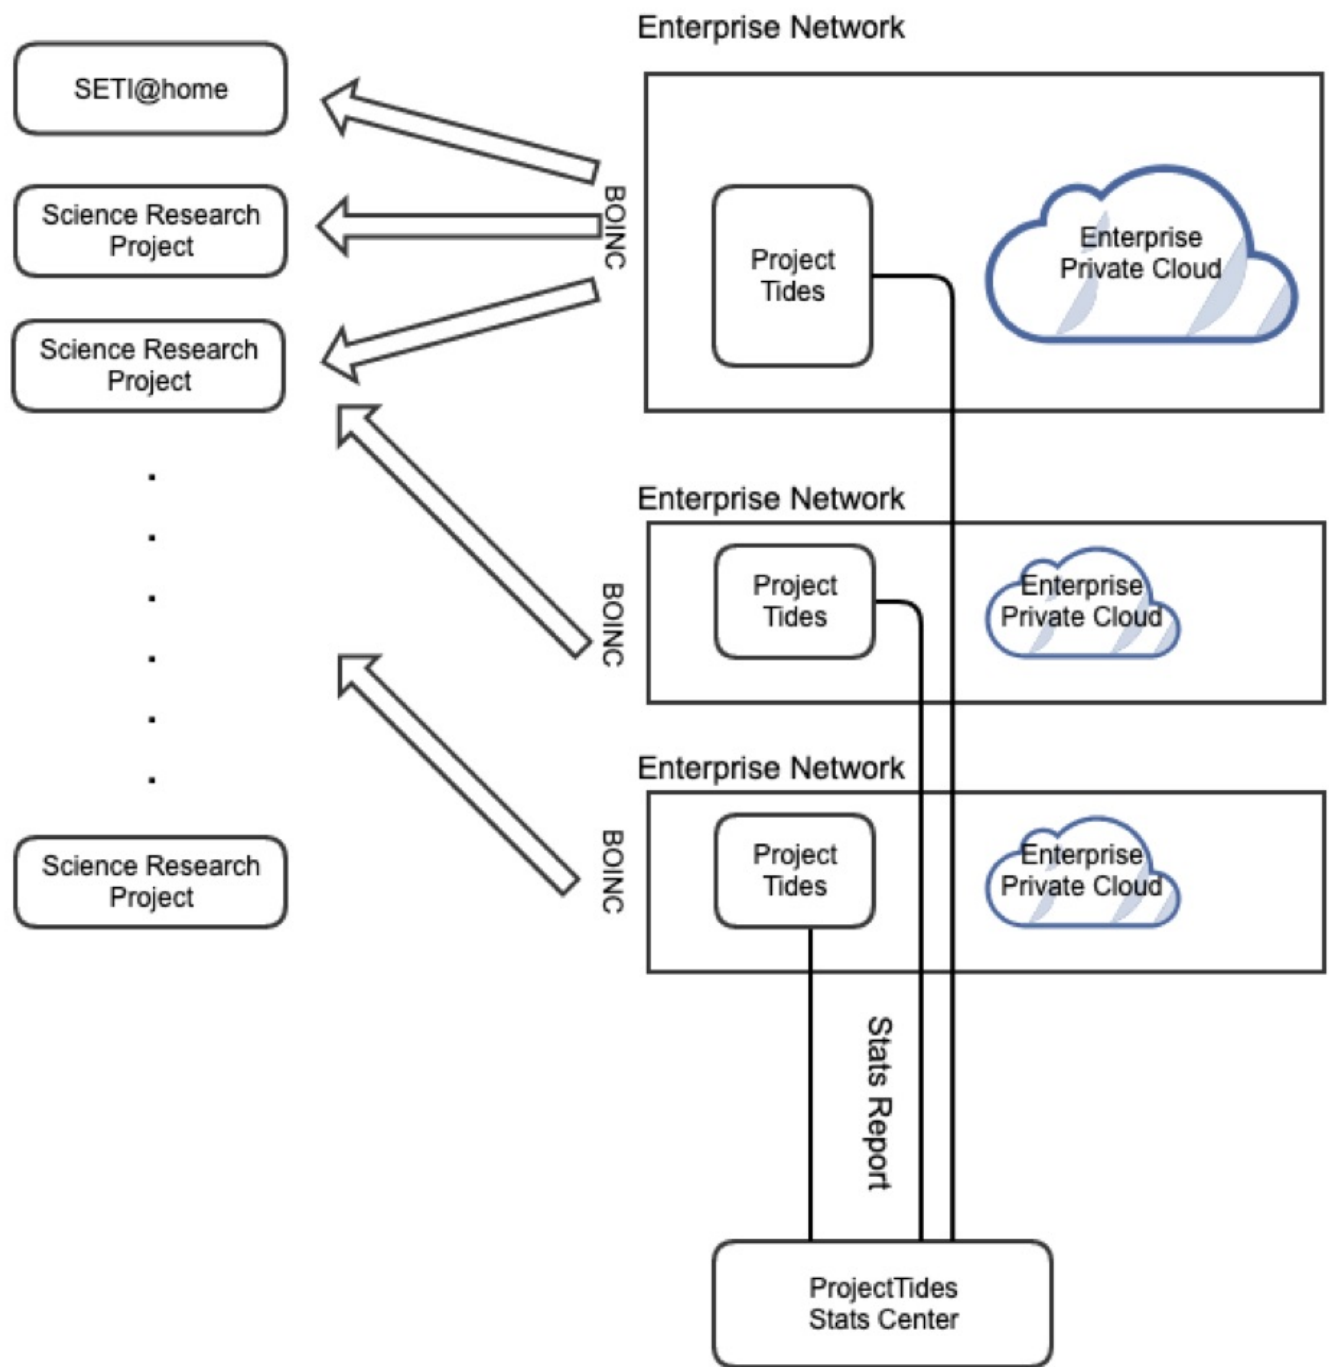 Enterprise Network
SETI@home
BOINC
Science Research
Project
Project
Tides
Enterprise
Private Cloud
Science Research
Project
Enterprise Network
BOINC
Project
Tides
Enterprise
Private Cloud
Enterprise Network
BOINC
Science Research
Project
Project
Tides
Enterprise
Private Cloud
Stats Report
ProjectTides
Stats Center